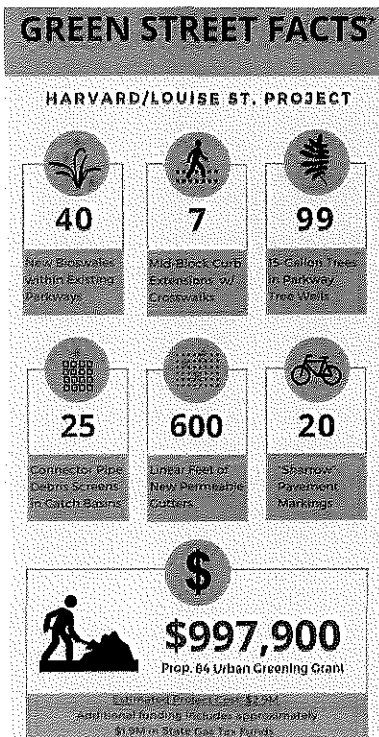 GREEN STREET FACTS
HARVARD/LOUISE ST. PROJECT
40
New Bioswales
within Existing
Parkways
7
Mid-Block Curb
Extensions w/
Crosswalks
99
15-Gallon Trees
in Parkway
Tree Wells
25
Connector Pipe
Debris Screens
in Catch Basins
600
Linear Feet of
New Permeable
Gutters
20
"Sharrow"
Pavement
Markings
$
$997,900
Prop. 84 Urban Greening Grant
Estimated Project Cost: $2.9M
Additional funding includes approximately
$1.9M in State Gas Tax Funds